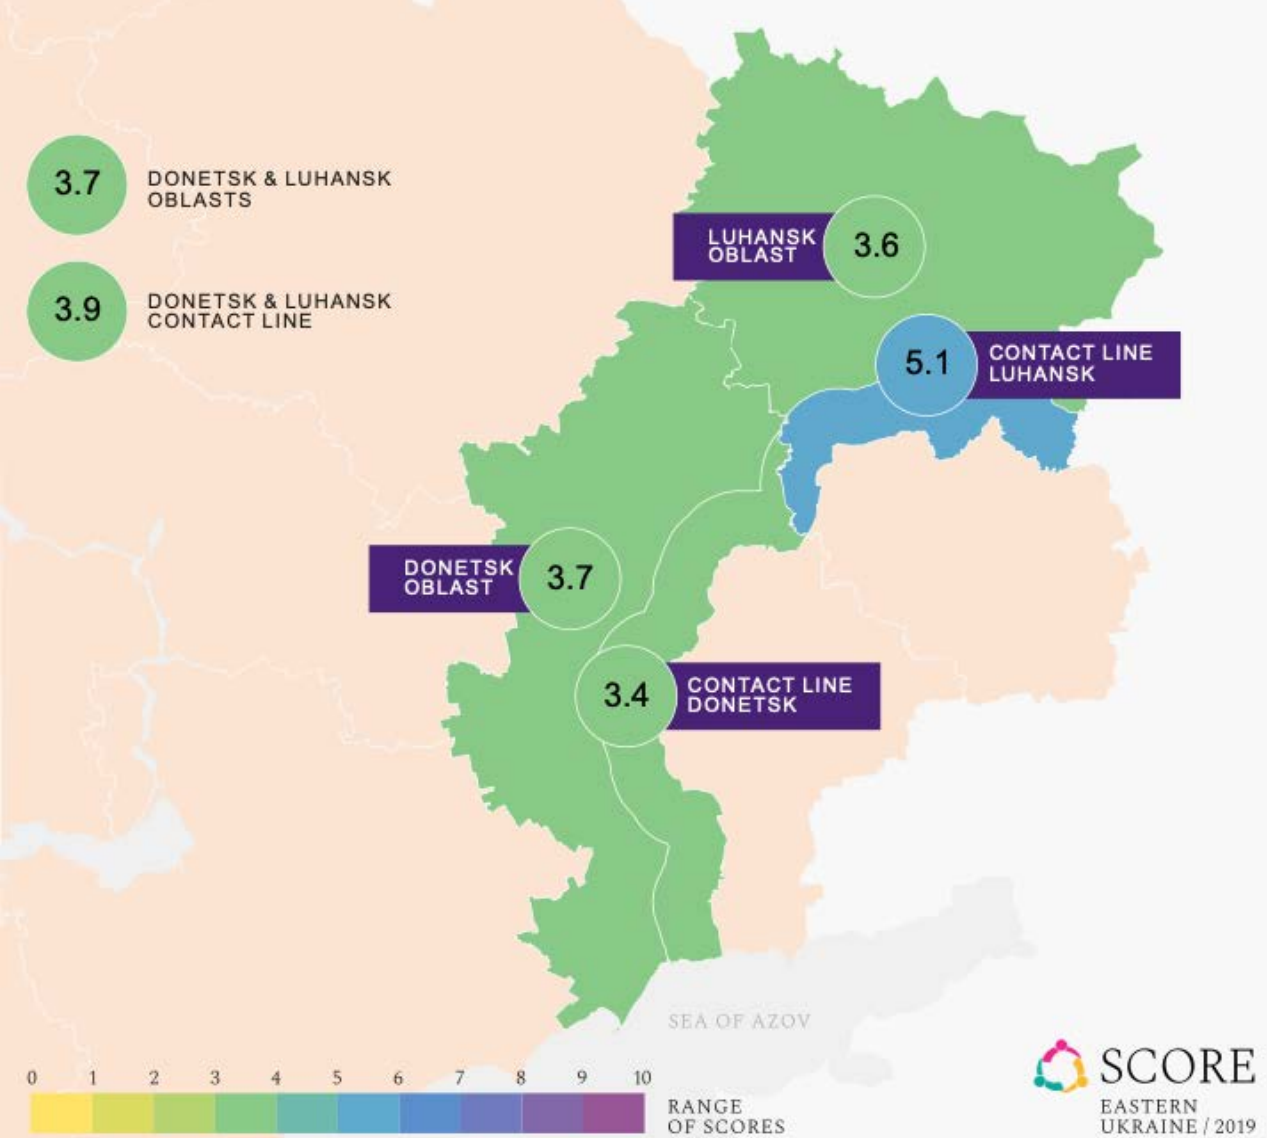 3.7
DONETSK & LUHANSK
OBLASTS
3.9
DONETSK & LUHANSK
CONTACT LINE
LUHANSK
OBLAST
3.6
5.1
CONTACT LINE
LUHANSK
DONETSK
OBLAST
3.7
3.4
CONTACT LINE
DONETSK
SEA OF AZOV
0 1 2 3 4 5 6 7 8 9 10
RANGE
OF SCORES
SCORE
EASTERN
UKRAINE / 2019